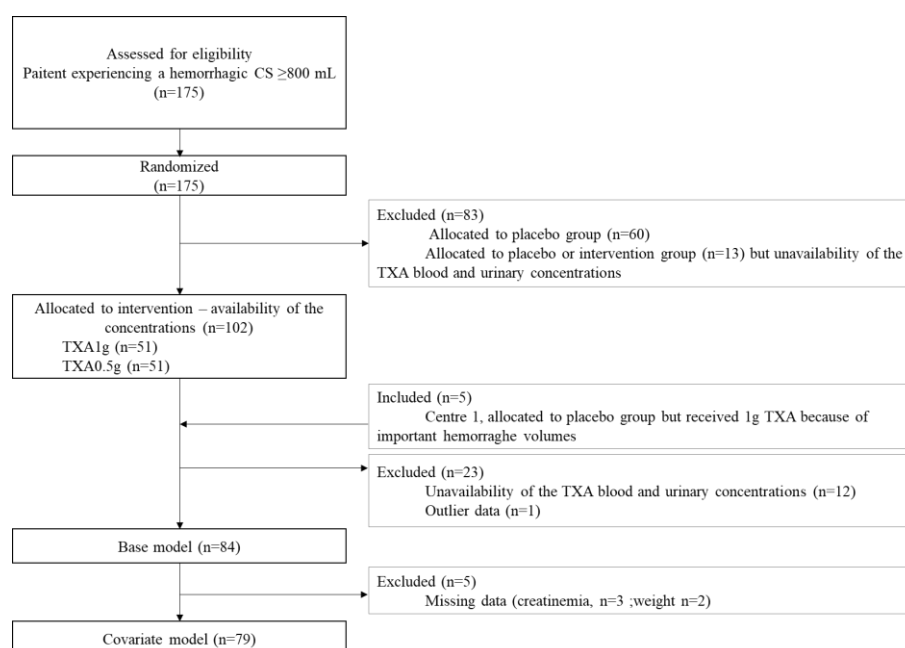 Assessed for eligibility
Paitent experiencing a hemorrhagic CS ≥800 mL
(n=175)
Randomized
(n=175)
Excluded (n=83)
Allocated to placebo group (n=60)
Allocated to placebo or intervention group (n=13) but unavailability of the
TXA blood and urinary concentrations
Allocated to intervention – availability of the
concentrations (n=102)
TXA1g (n=51)
TXA0.5g (n=51)
Included (n=5)
Centre 1, allocated to placebo group but received 1g TXA because of
important hemorraghe volumes
Excluded (n=23)
Unavailability of the TXA blood and urinary concentrations (n=12)
Outlier data (n=1)
Base model (n=84)
Excluded (n=5)
Missing data (creatinemia, n=3 ;weight n=2)
Covariate model (n=79)